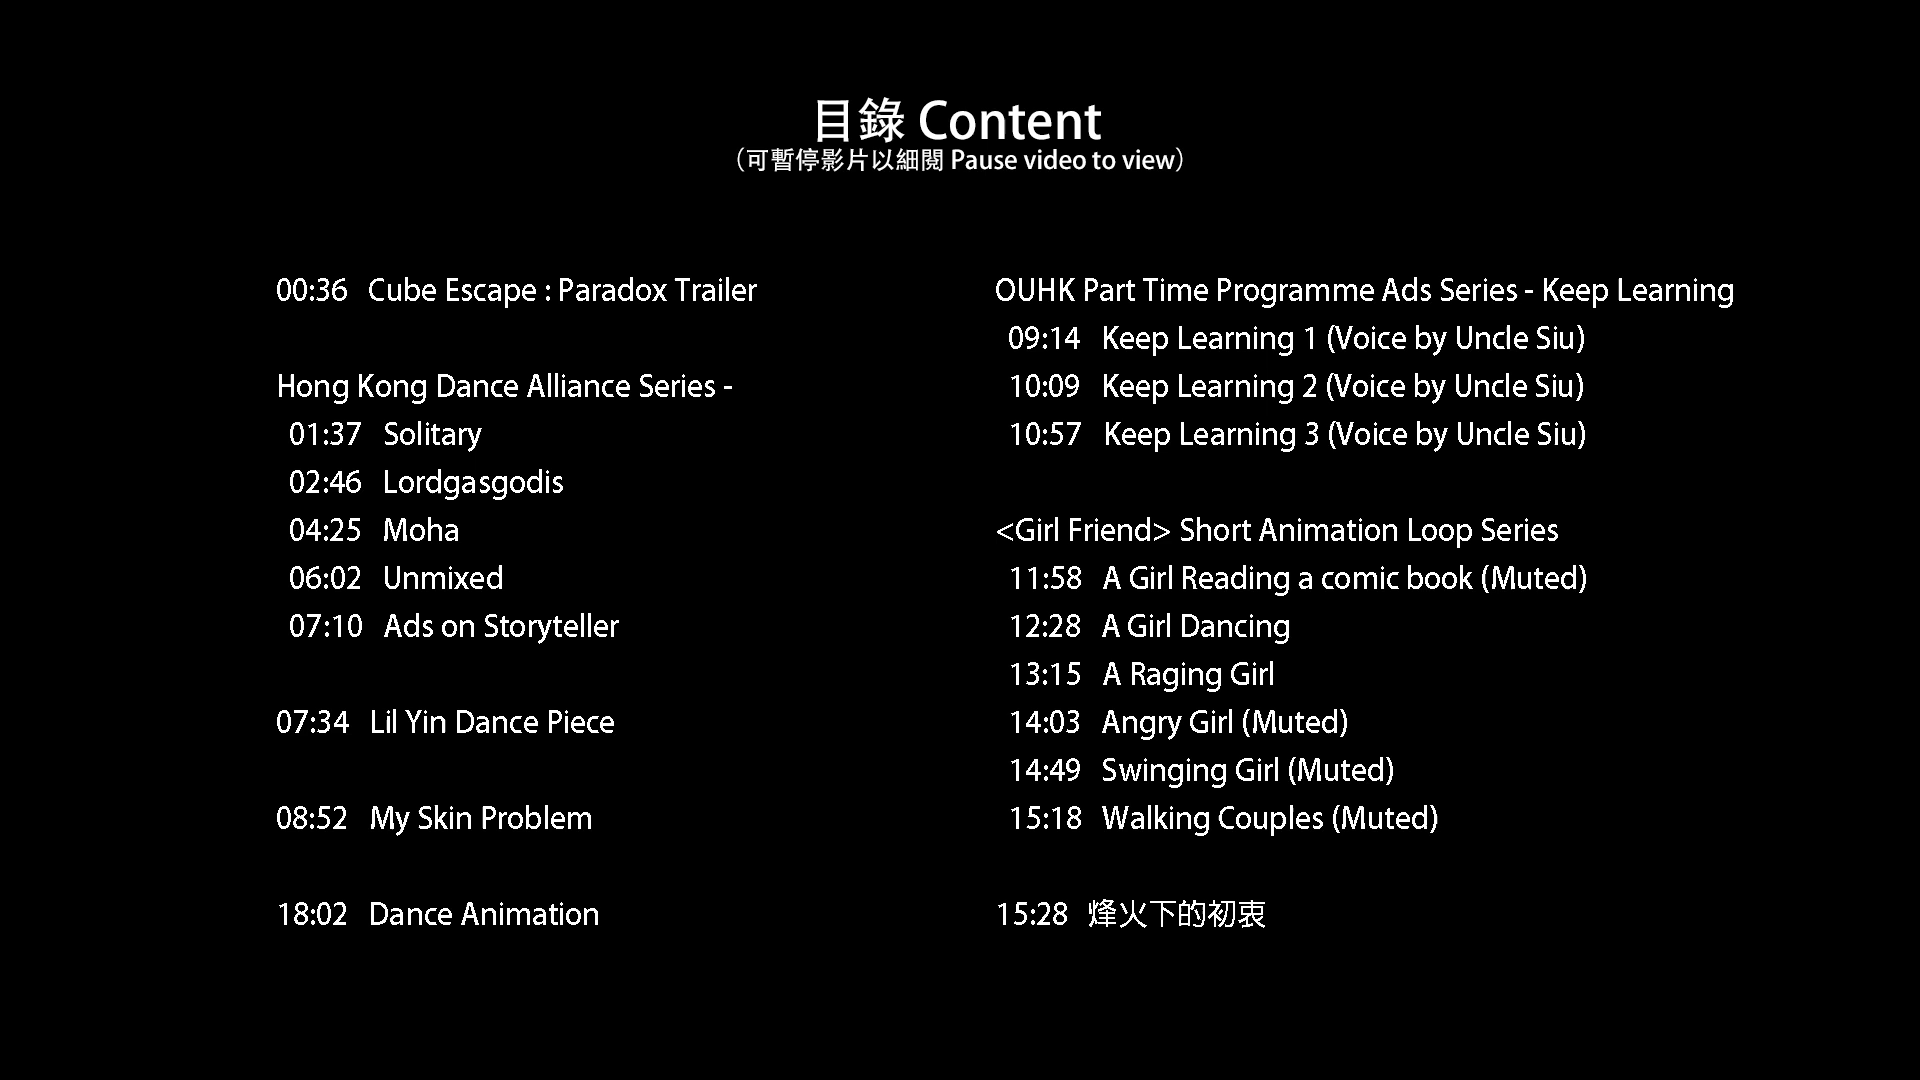 目錄 Content
（可暫停影片以細閱 Pause video to view）
00:36 Cube Escape : Paradox Trailer
Hong Kong Dance Alliance Series -
01:37 Solitary
02:46 Lordgasgodis
04:25 Moha
06:02 Unmixed
07:10 Ads on Storyteller
07:34 Lil Yin Dance Piece
08:52 My Skin Problem
18:02 Dance Animation
OUHK Part Time Programme Ads Series - Keep Learning
09:14 Keep Learning 1 (Voice by Uncle Siu)
10:09 Keep Learning 2 (Voice by Uncle Siu)
10:57 Keep Learning 3 (Voice by Uncle Siu)
<Girl Friend> Short Animation Loop Series
11:58 A Girl Reading a comic book (Muted)
12:28 A Girl Dancing
13:15 A Raging Girl
14:03 Angry Girl (Muted)
14:49 Swinging Girl (Muted)
15:18 Walking Couples (Muted)
15:28 烽火下的初衷